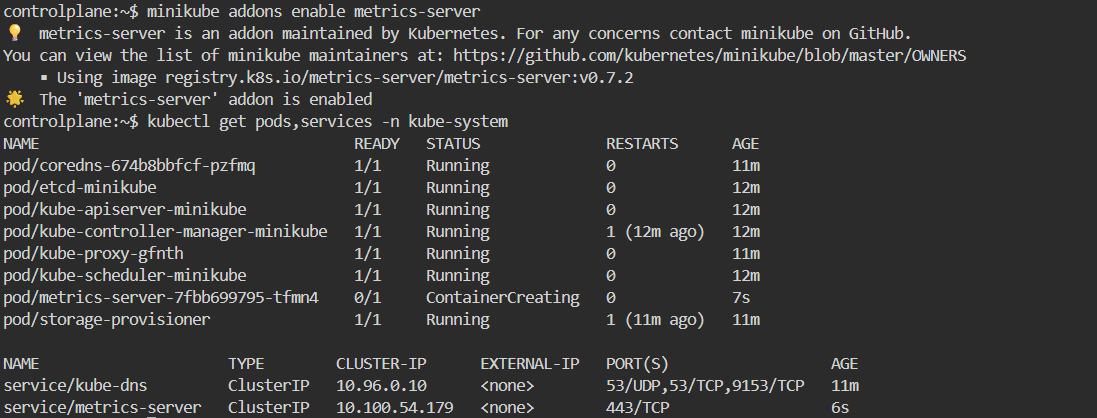 controlplane:~$ minikube addons enable metrics-server
💡  metrics-server is an addon maintained by Kubernetes. For any concerns contact minikube on GitHub.
You can view the list of minikube maintainers at: https://github.com/kubernetes/minikube/blob/master/OWNERS
    ▪ Using image registry.k8s.io/metrics-server/metrics-server:v0.7.2
🌟  The 'metrics-server' addon is enabled
controlplane:~$ kubectl get pods,services -n kube-system
NAME                                   READY   STATUS              RESTARTS      AGE
pod/coredns-674b8bbfcf-pzfmq           1/1     Running             0             11m
pod/etcd-minikube                      1/1     Running             0             12m
pod/kube-apiserver-minikube            1/1     Running             0             12m
pod/kube-controller-manager-minikube   1/1     Running             1 (12m ago)   12m
pod/kube-proxy-gfnth                   1/1     Running             0             11m
pod/kube-scheduler-minikube            1/1     Running             0             12m
pod/metrics-server-7fbb699795-tfmn4    0/1     ContainerCreating   0             7s
pod/storage-provisioner                1/1     Running             1 (11m ago)   11m

NAME                     TYPE        CLUSTER-IP      EXTERNAL-IP   PORT(S)                  AGE
service/kube-dns         ClusterIP   10.96.0.10      <none>        53/UDP,53/TCP,9153/TCP   11m
service/metrics-server   ClusterIP   10.100.54.179   <none>        443/TCP                  6s